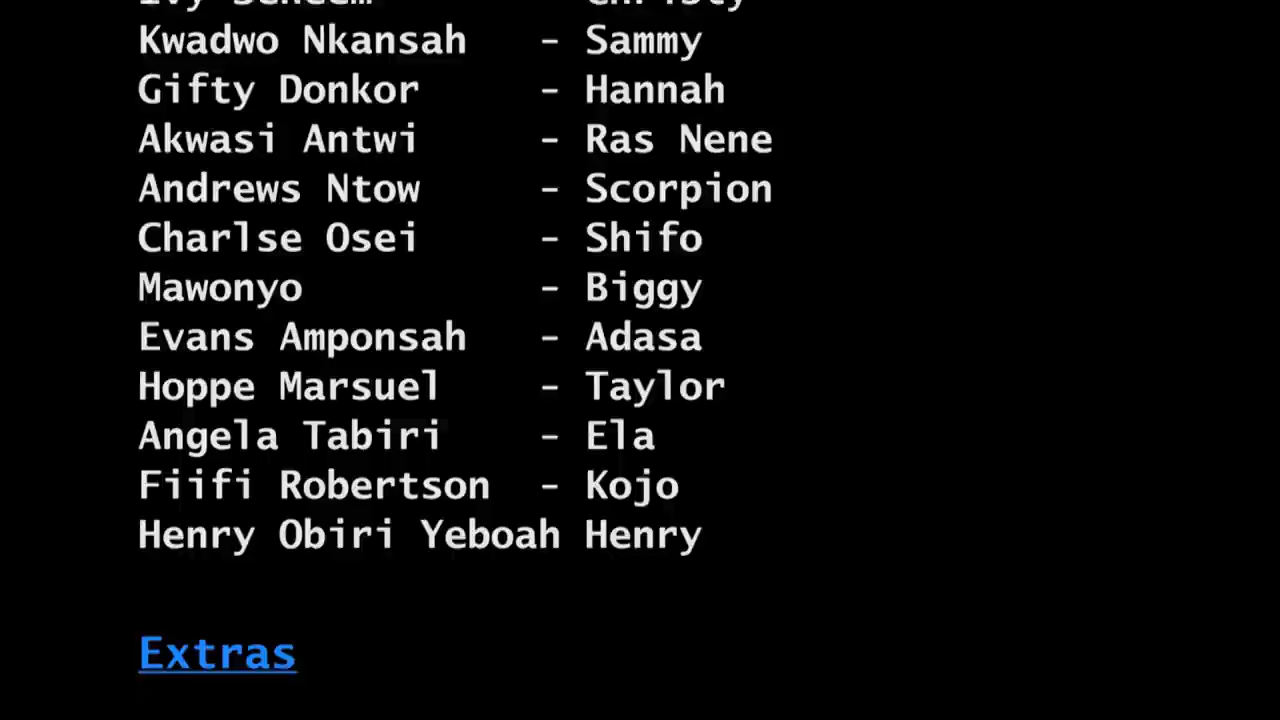 Kwadwo Nkansah - Sammy
Gifty Donkor - Hannah
Akwasi Antwi - Ras Nene
Andrews Ntow - Scorpion
Charlse Osei - Shifo
Mawonyo - Biggy
Evans Amponsah - Adasa
Hoppe Marsuel - Taylor
Angela Tabiri - Ela
Fiifi Robertson - Kojo
Henry Obiri Yeboah Henry
Extras